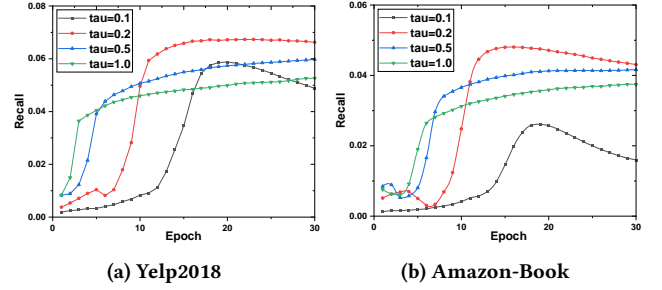 tau=0.1
tau=0.2
tau=0.5
tau=1.0
0.08
0.06
0.04
0.02
0.00
Recall
0 10 20 30
Epoch
(a) Yelp2018
tau=0.1
tau=0.2
tau=0.5
tau=1.0
0.06
0.04
0.02
0.00
Recall
0 10 20 30
Epoch
(b) Amazon-Book